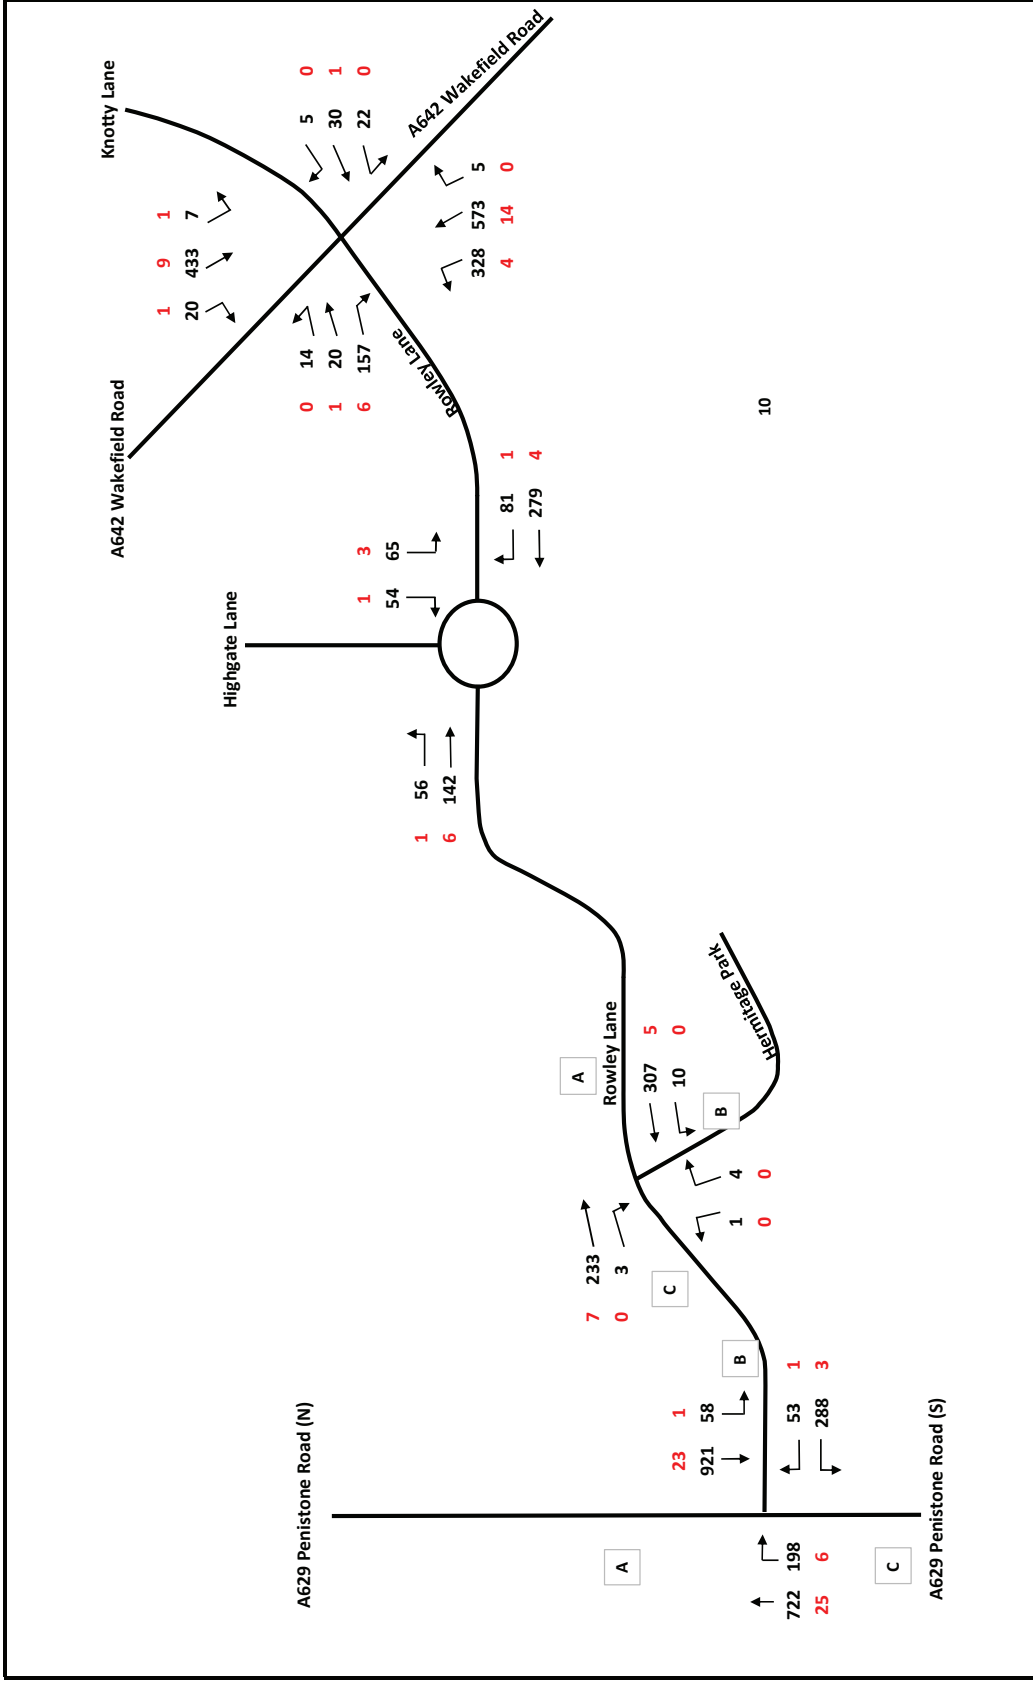 Knotty Lane
A642 Wakefield Road
0 1 0
5 30 22
1 9 1
20 433 7
5 573 328
0 14 4
14 20 157
0 1 6
Rowley Lane
A642 Wakefield Road
10
1 4
81 279
3 1
65 54
Highgate Lane
56 142
1 6
Hermitage Park
A
Rowley Lane
5 0
307 10
B
4 1
0 0
233 3
7 0
C
B
1 3
53 288
1 23
58 921
A629 Penistone Road (N)
A629 Penistone Road (S)
A
C
198 722
6 25